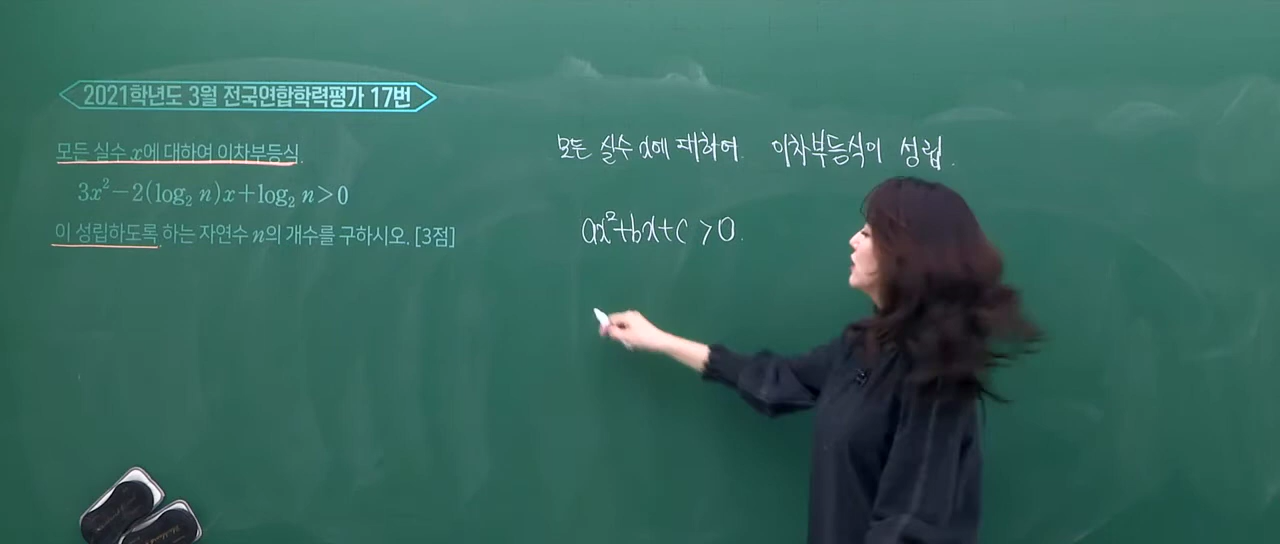 2021학년도 3월 전국연합학력평가 17번
모든 실수 x에 대하여 이차부등식
3x²-2(log₂ n)x+log₂ n>0
이 성립하도록 하는 자연수 n의 개수를 구하시오. [3점]
모든 실수 x에 대하여 이차부등식이 성립.
ax²+bx+c >0.